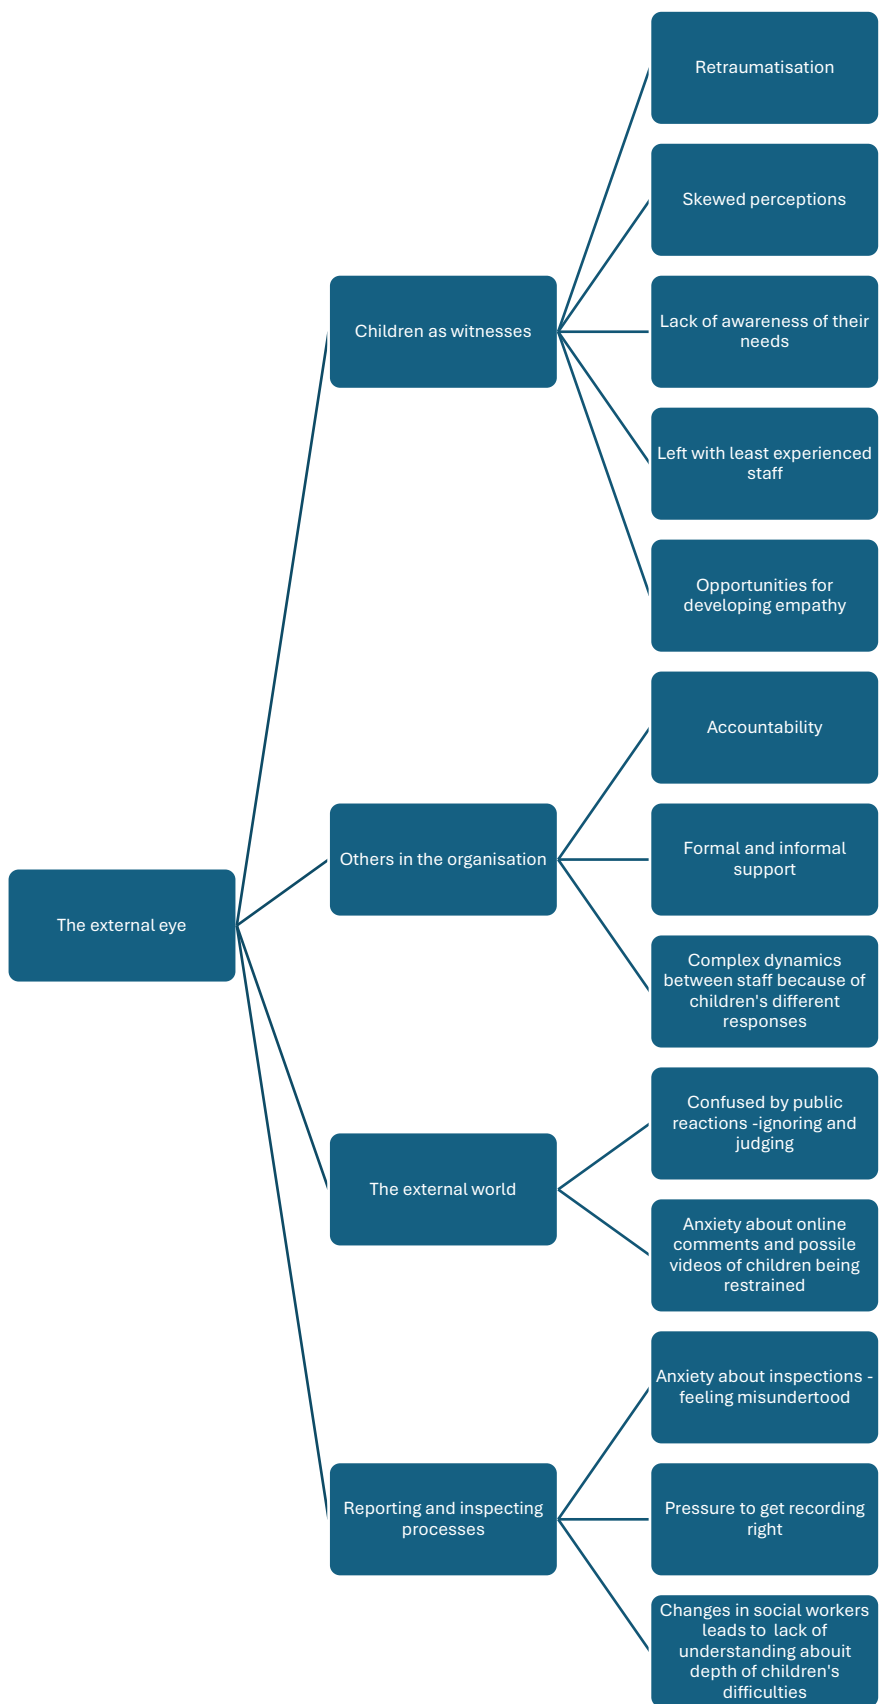 Retraumatisation
Skewed perceptions
Children as witnesses
Lack of awareness of their
needs
Left with least experienced
staff
Opportunities for
developing empathy
Accountability
Others in the organisation
Formal and informal
support
The external eye
Complex dynamics
between staff because of
children's different
responses
Confused by public
reactions -ignoring and
judging
The external world
Anxiety about online
comments and possile
videos of children being
restrained
Anxiety about inspections -
feeling misundertood
Reporting and inspecting
processes
Pressure to get recording
right
Changes in social workers
leads to  lack of
understanding abouit
depth of children's
difficulties